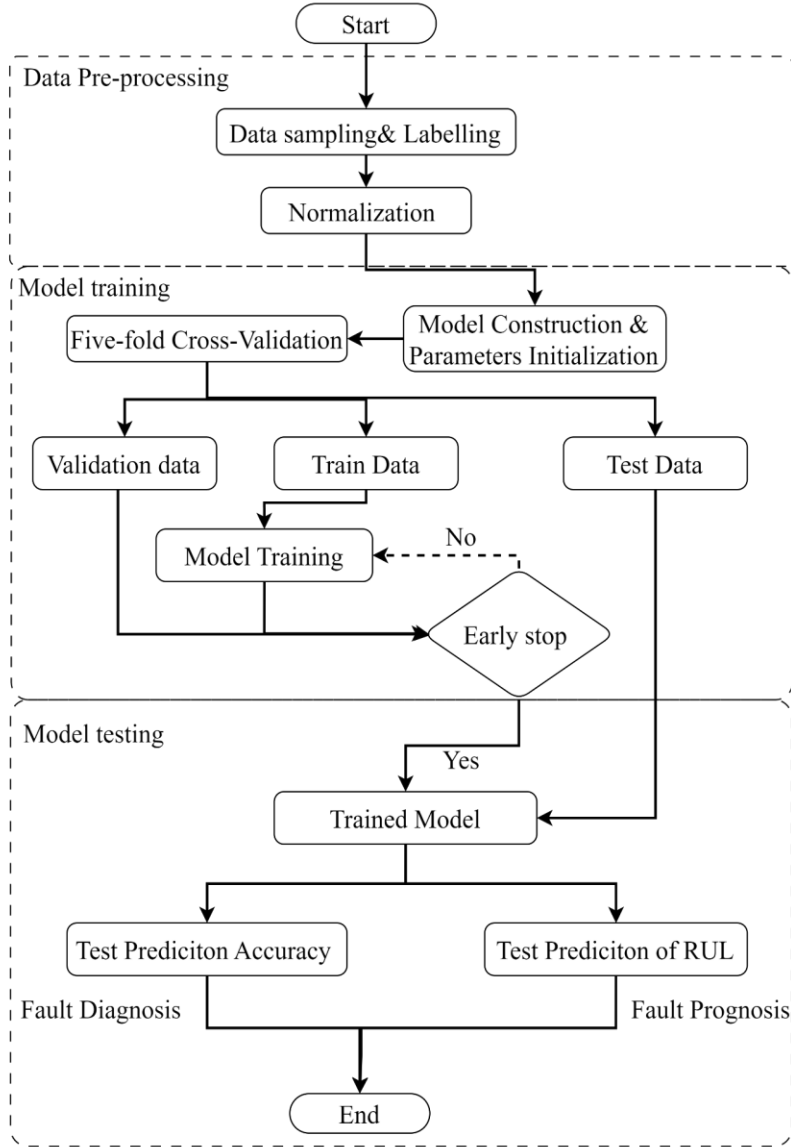 Start
Data Pre-processing
Data sampling& Labelling
Normalization
Model training
Five-fold Cross-Validation
Model Construction &
Parameters Initialization
Validation data
Train Data
Test Data
Model Training
No
Early stop
Model testing
Yes
Trained Model
Test Prediciton Accuracy
Test Prediciton of RUL
Fault Diagnosis
Fault Prognosis
End